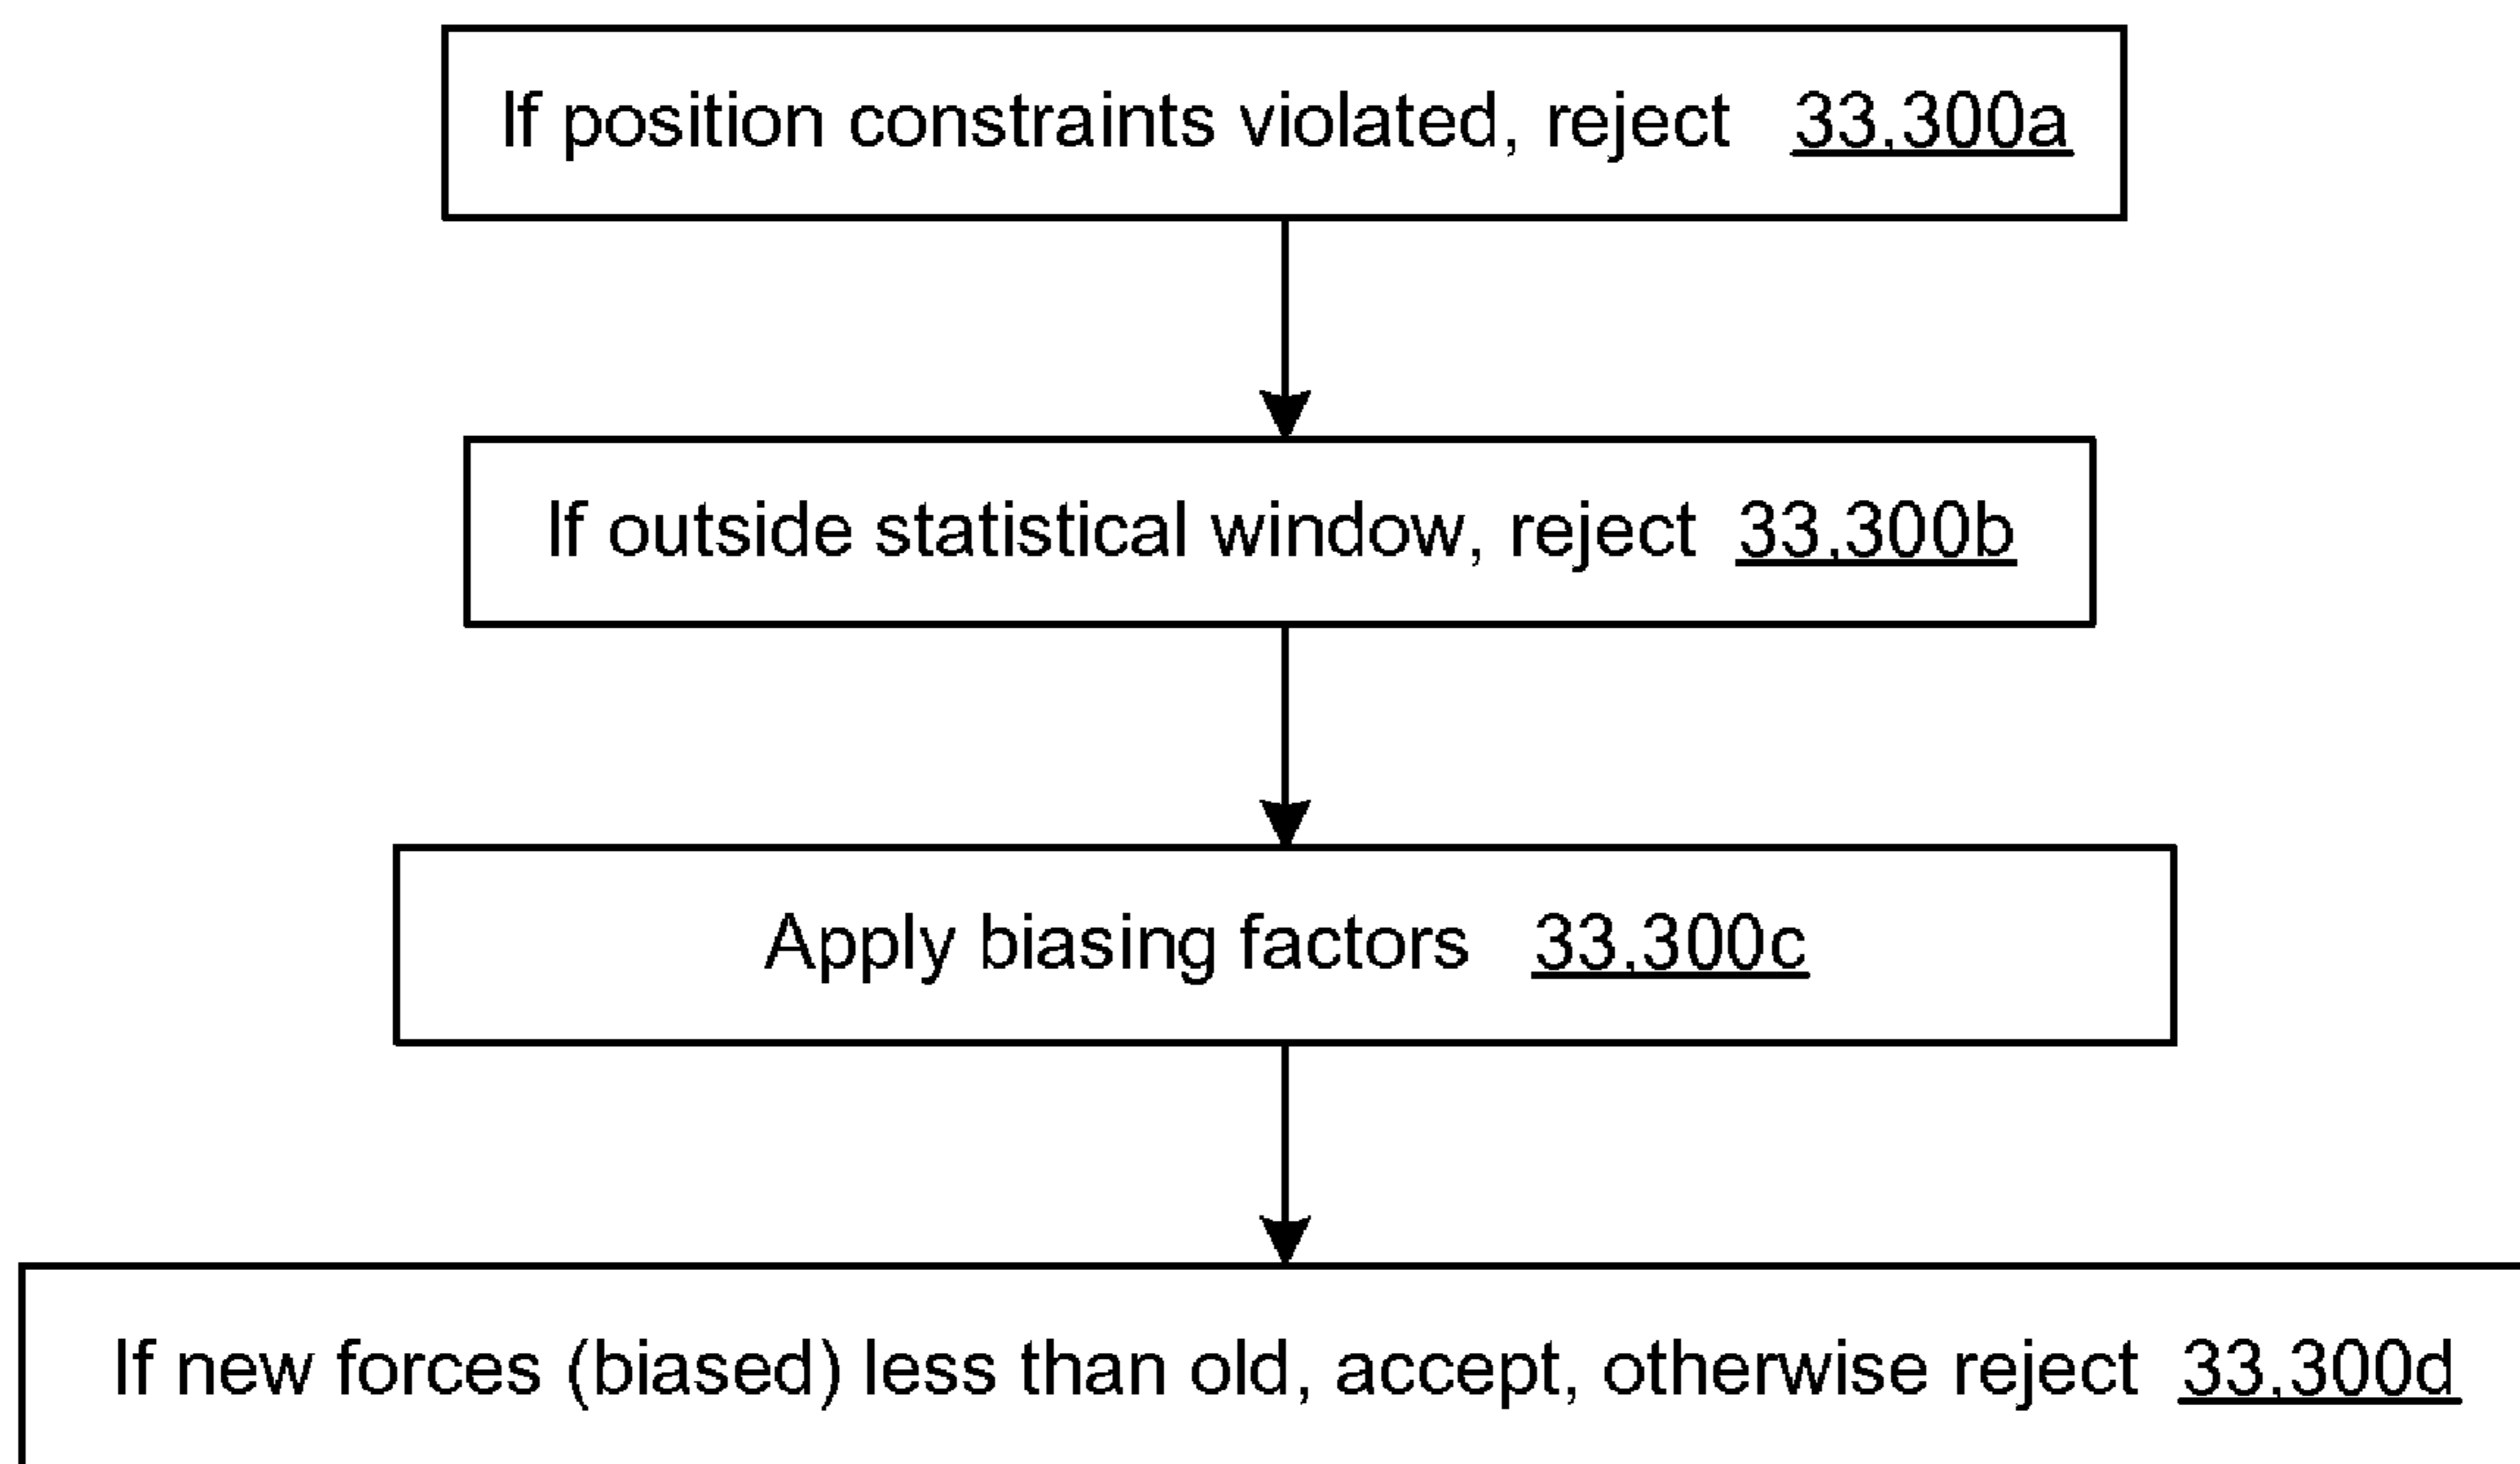 If position constraints violated, reject 33,300a
If outside statistical window, reject 33,300b
Apply biasing factors 33,300c
If new forces (biased) less than old, accept, otherwise reject 33,300d